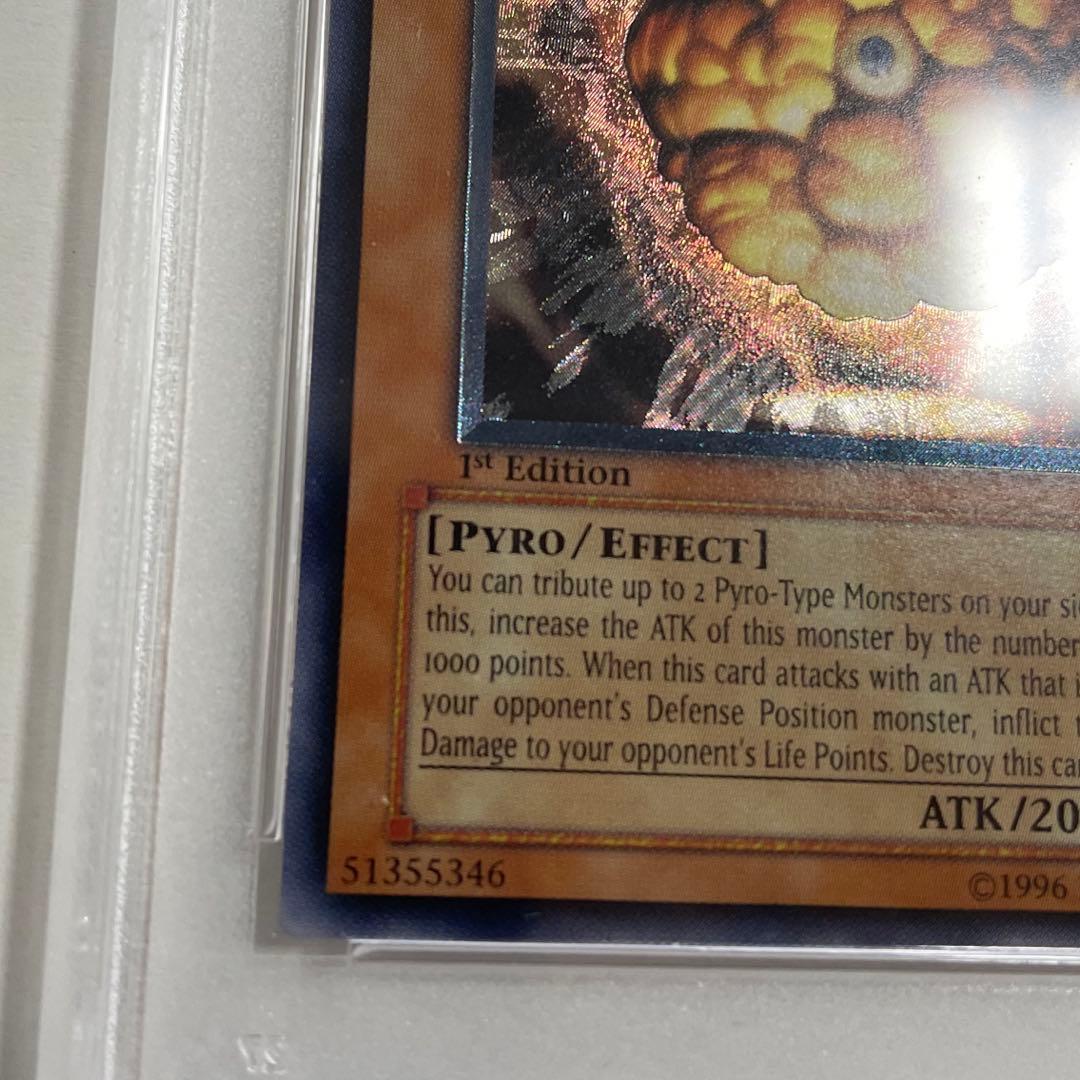 1st Edition
[PYRO/EFFECT]
You can tribute up to 2 Pyro-Type Monsters on your
this, increase the ATK of this monster by the number
1000 points. When this card attacks with an ATK that
your opponent's Defense Position monster, inflict
Damage to your opponent's Life Points. Destroy this
ATK/20
51355346
©1996